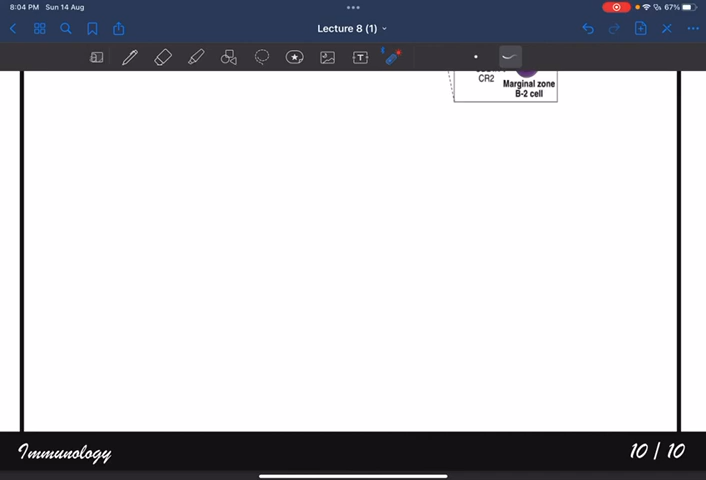 8:04 PM Sun 14 Aug
67%
Lecture 8 (1)
T
CR2
Marginal zone
B-2 cell
Immunology
10 / 10